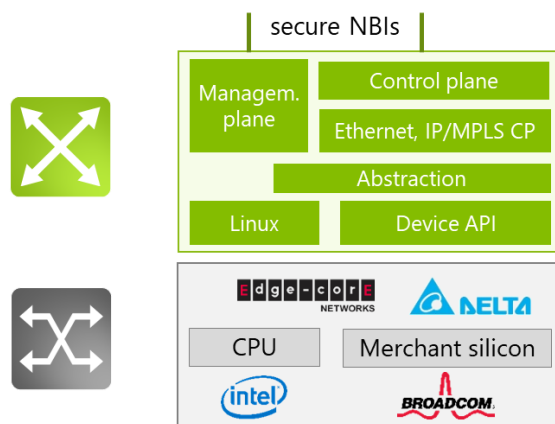 secure NBIs
Managem.
plane
Control plane
Ethernet, IP/MPLS CP
Abstraction
Linux
Device API
Edge-corE
NETWORKS
DELTA
CPU
Merchant silicon
intel
BROADCOM.